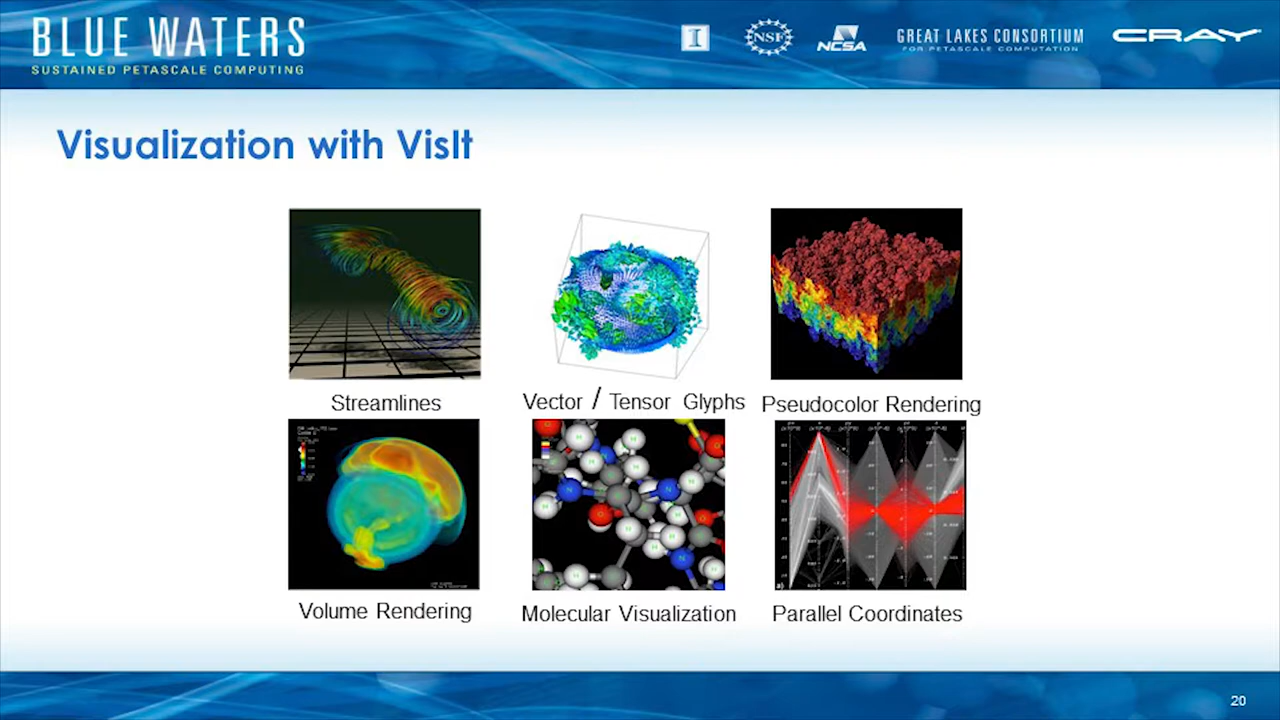 BLUE WATERS
SUSTAINED PETASCALE COMPUTING
I
NSF
NCSA
GREAT LAKES CONSORTIUM
FOR PETASCALE COMPUTATION
CRAY
Visualization with VisIt
Streamlines
Vector / Tensor Glyphs
Pseudocolor Rendering
Volume Rendering
Molecular Visualization
Parallel Coordinates
20